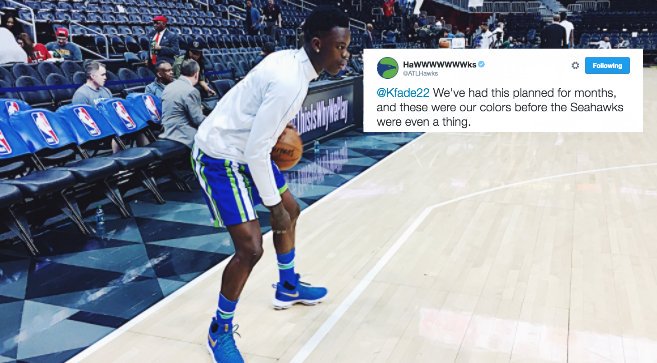 HaWWWWWWWks
@ATLHawks
Following
@Kfade22 We've had this planned for months,
and these were our colors before the Seahawks
were even a thing.
ThisIsWhyWePlay